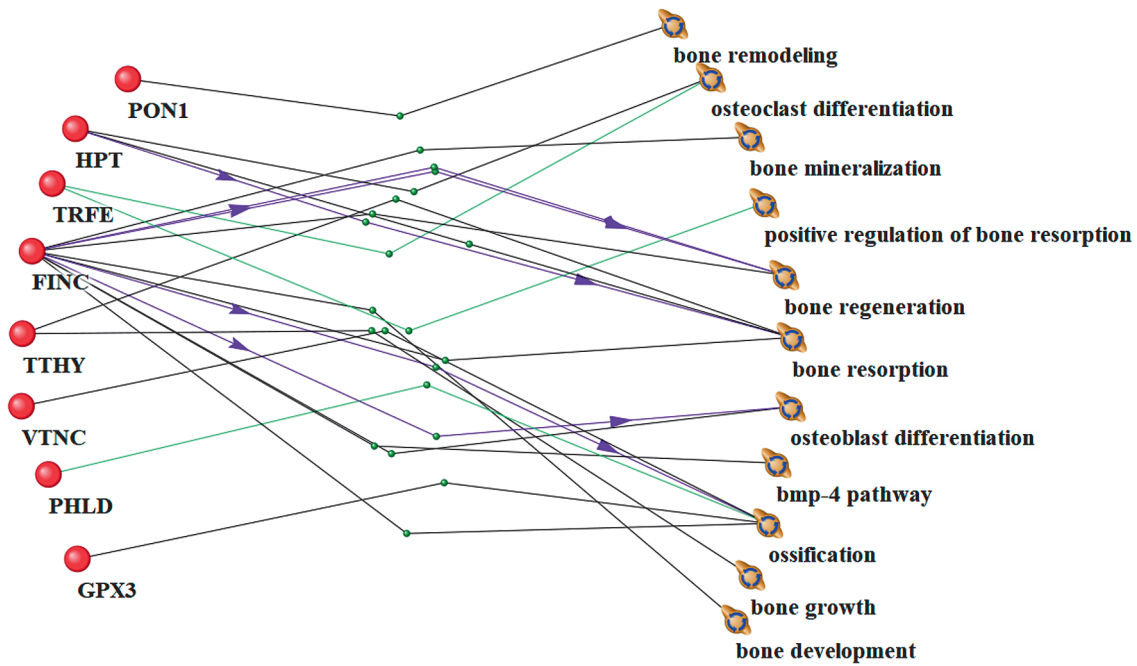 PON1
HPT
TRFE
FINC
TTHY
VTNC
PHLD
GPX3
bone remodeling
osteoclast differentiation
bone mineralization
positive regulation of bone resorption
bone regeneration
bone resorption
osteoblast differentiation
bmp-4 pathway
ossification
bone growth
bone development